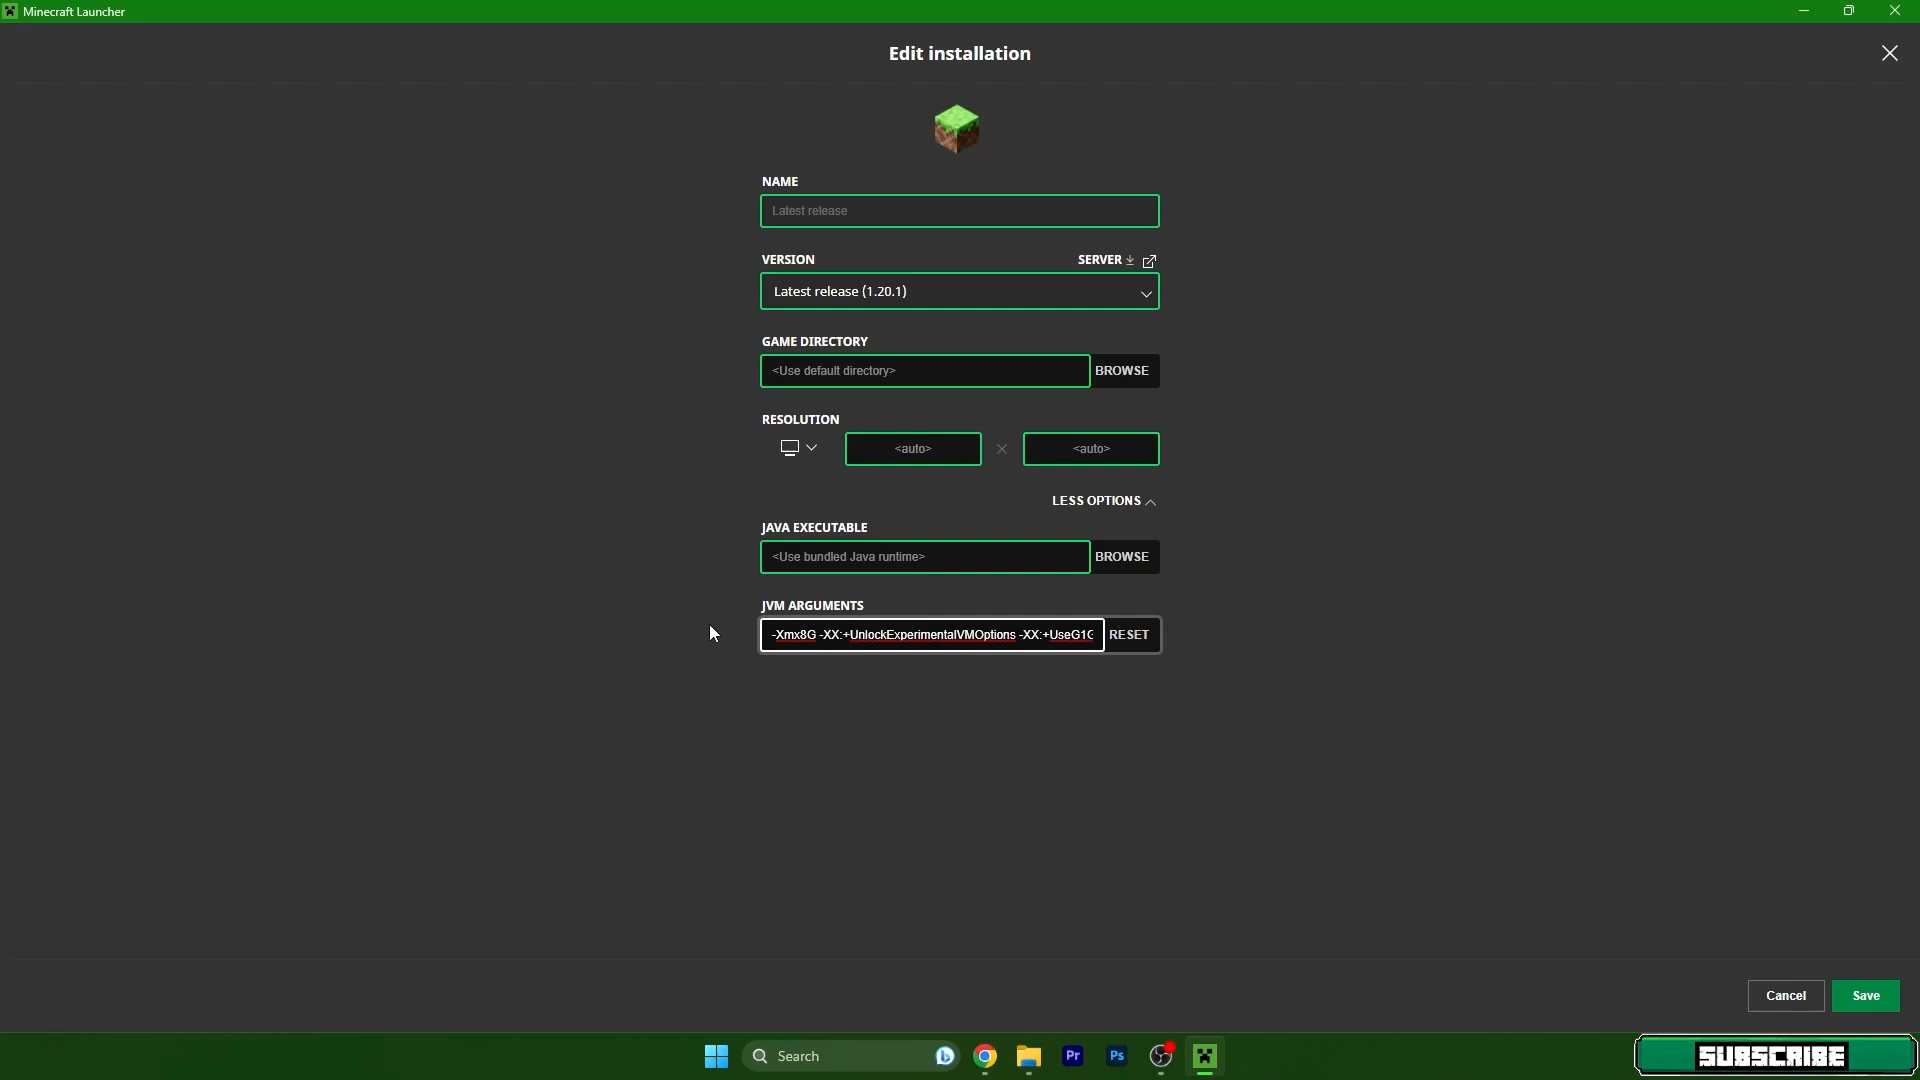 Minecraft Launcher
Edit installation
NAME
Latest release
VERSION
SERVER
Latest release (1.20.1)
GAME DIRECTORY
<Use default directory>
BROWSE
RESOLUTION
<auto>
<auto>
LESS OPTIONS
JAVA EXECUTABLE
<Use bundled Java runtime>
BROWSE
JVM ARGUMENTS
-Xmx8G -XX:+UnlockExperimentalVMOptions -XX:+UseG1G
RESET
Cancel
Save
Search
Pr
Ps
SUBSCRIBE